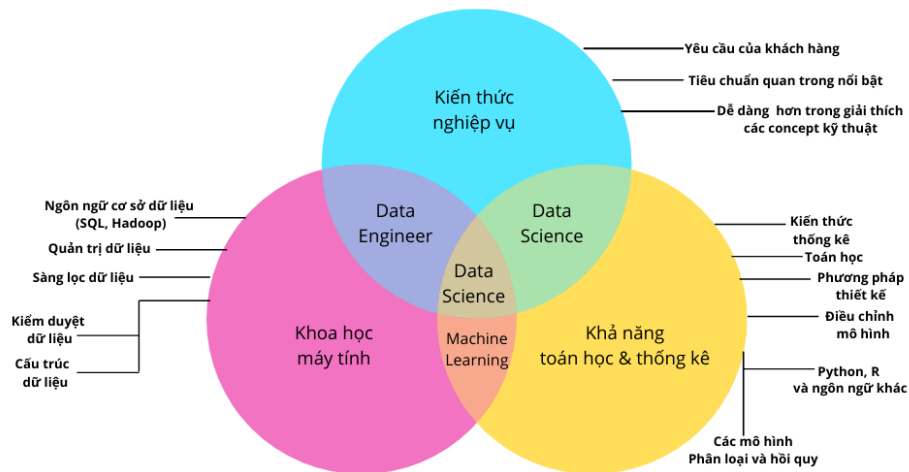 Kiến thức
nghiệp vụ
Yêu cầu của khách hàng
Tiêu chuẩn quan trong nổi bật
Dễ dàng hơn trong giải thích
các concept kỹ thuật
Data
Engineer
Data
Science
Data
Science
Machine
Learning
Ngôn ngữ cơ sở dữ liệu
(SQL, Hadoop)
Quản trị dữ liệu
Sàng lọc dữ liệu
Kiểm duyệt
dữ liệu
Cấu trúc
dữ liệu
Khoa học
máy tính
Khả năng
toán học & thống kê
Kiến thức
thống kê
Toán học
Phương pháp
thiết kế
Điều chỉnh
mô hình
Python, R
và ngôn ngữ khác
Các mô hình
Phân loại và hồi quy